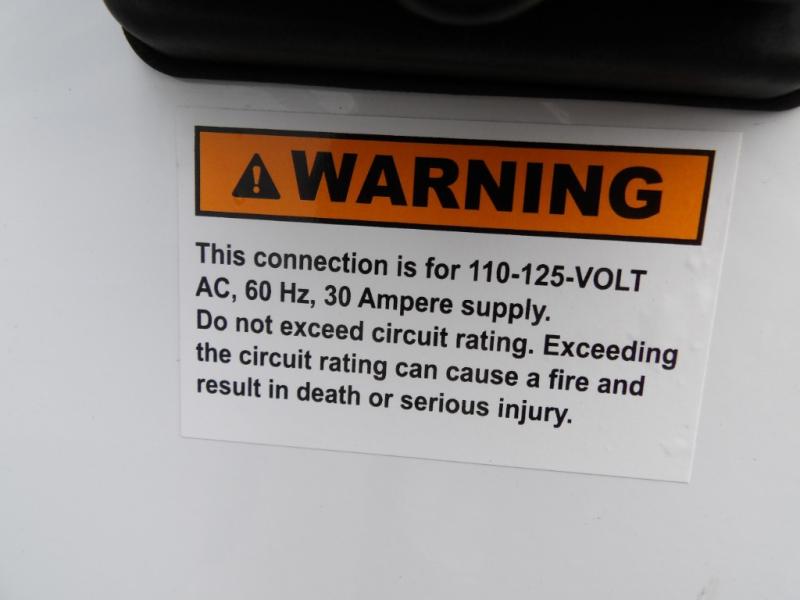 WARNING
This connection is for 110-125-VOLT
AC, 60 Hz, 30 Ampere supply.
Do not exceed circuit rating. Exceeding
the circuit rating can cause a fire and
result in death or serious injury.